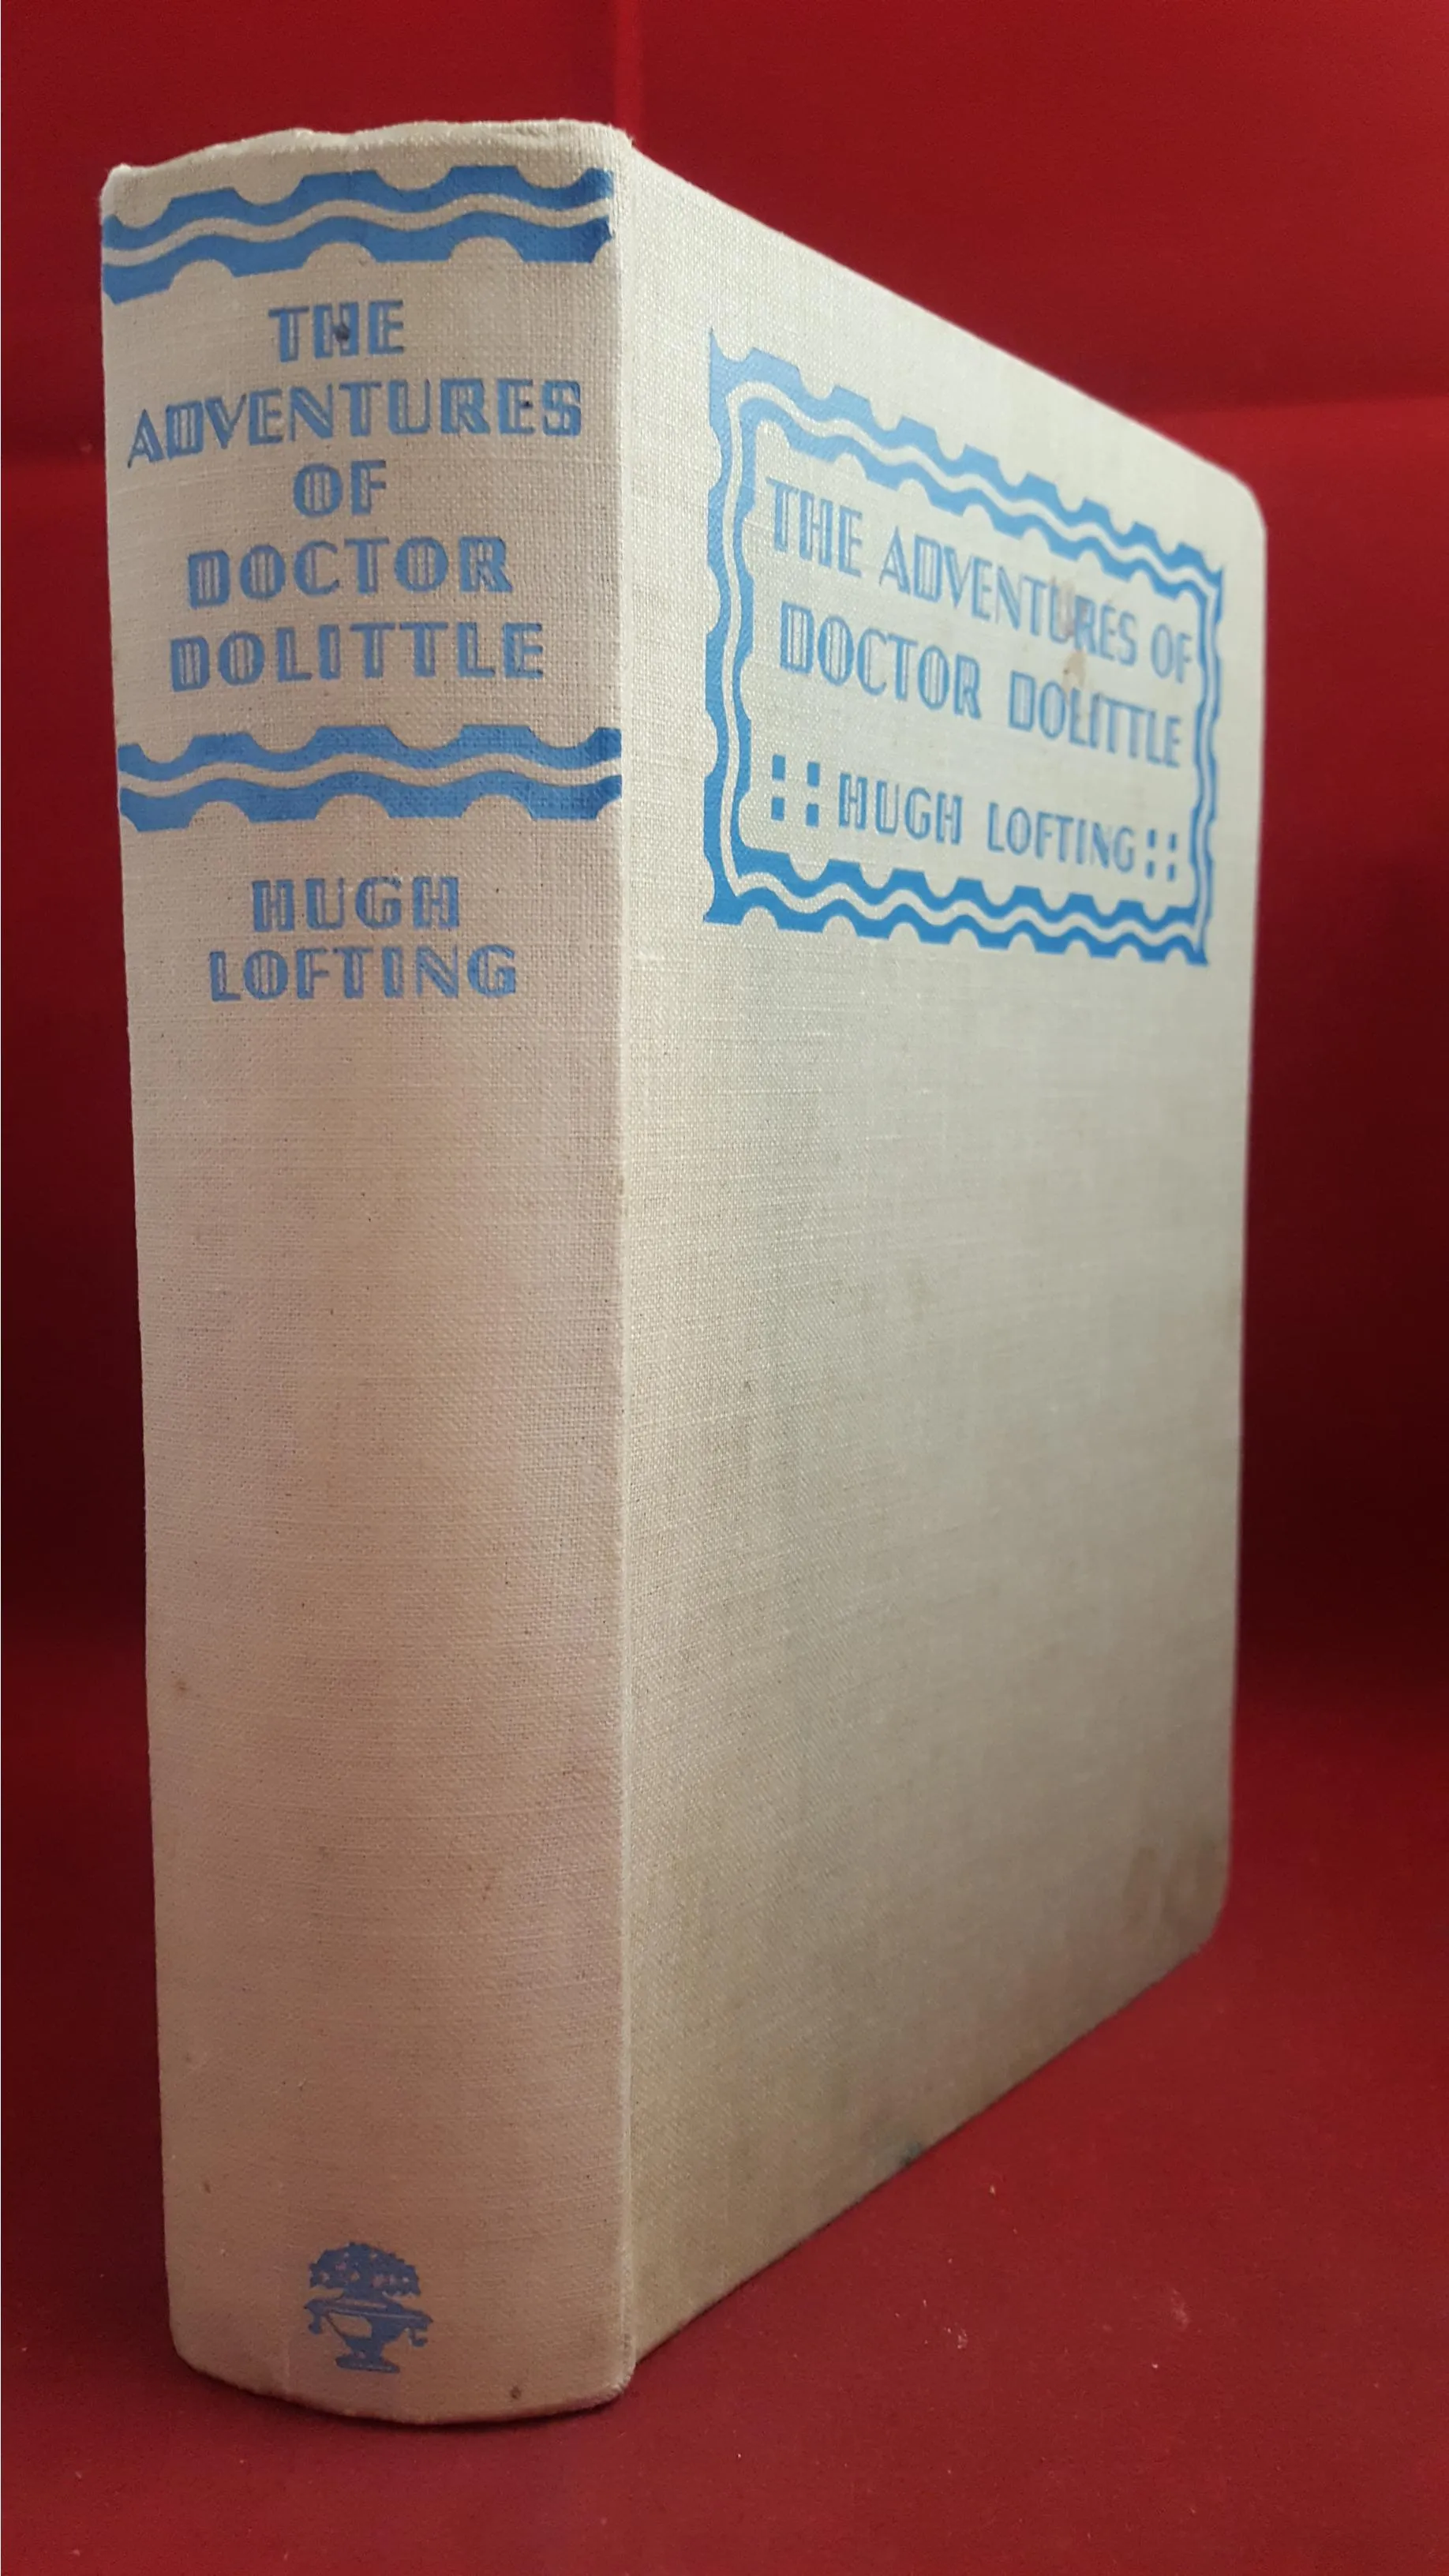 THE
ADVENTURES
OF
DOCTOR
DOLITTLE
HUGH
LOFTING
THE ADVENTURES OF
DOCTOR DOLITTLE
:: HUGH LOFTING ::